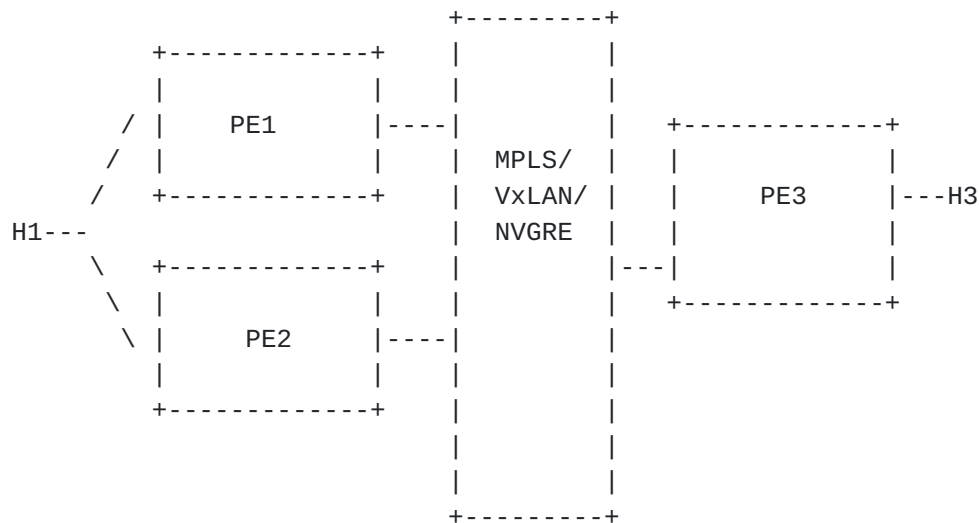 PE1
MPLS/
VxLAN/
NVGRE
PE3
H3
H1
PE2